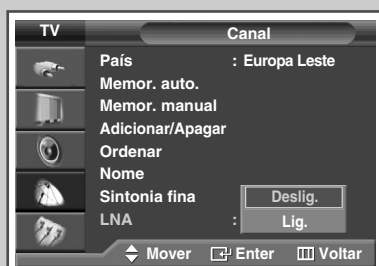 TV Canal
País : Europa Leste
Memor. auto.
Memor. manual
Adicionar/Apagar
Ordenar
Nome
Sintonia fina Deslig.
LNA : Lig.
Mover Enter Voltar